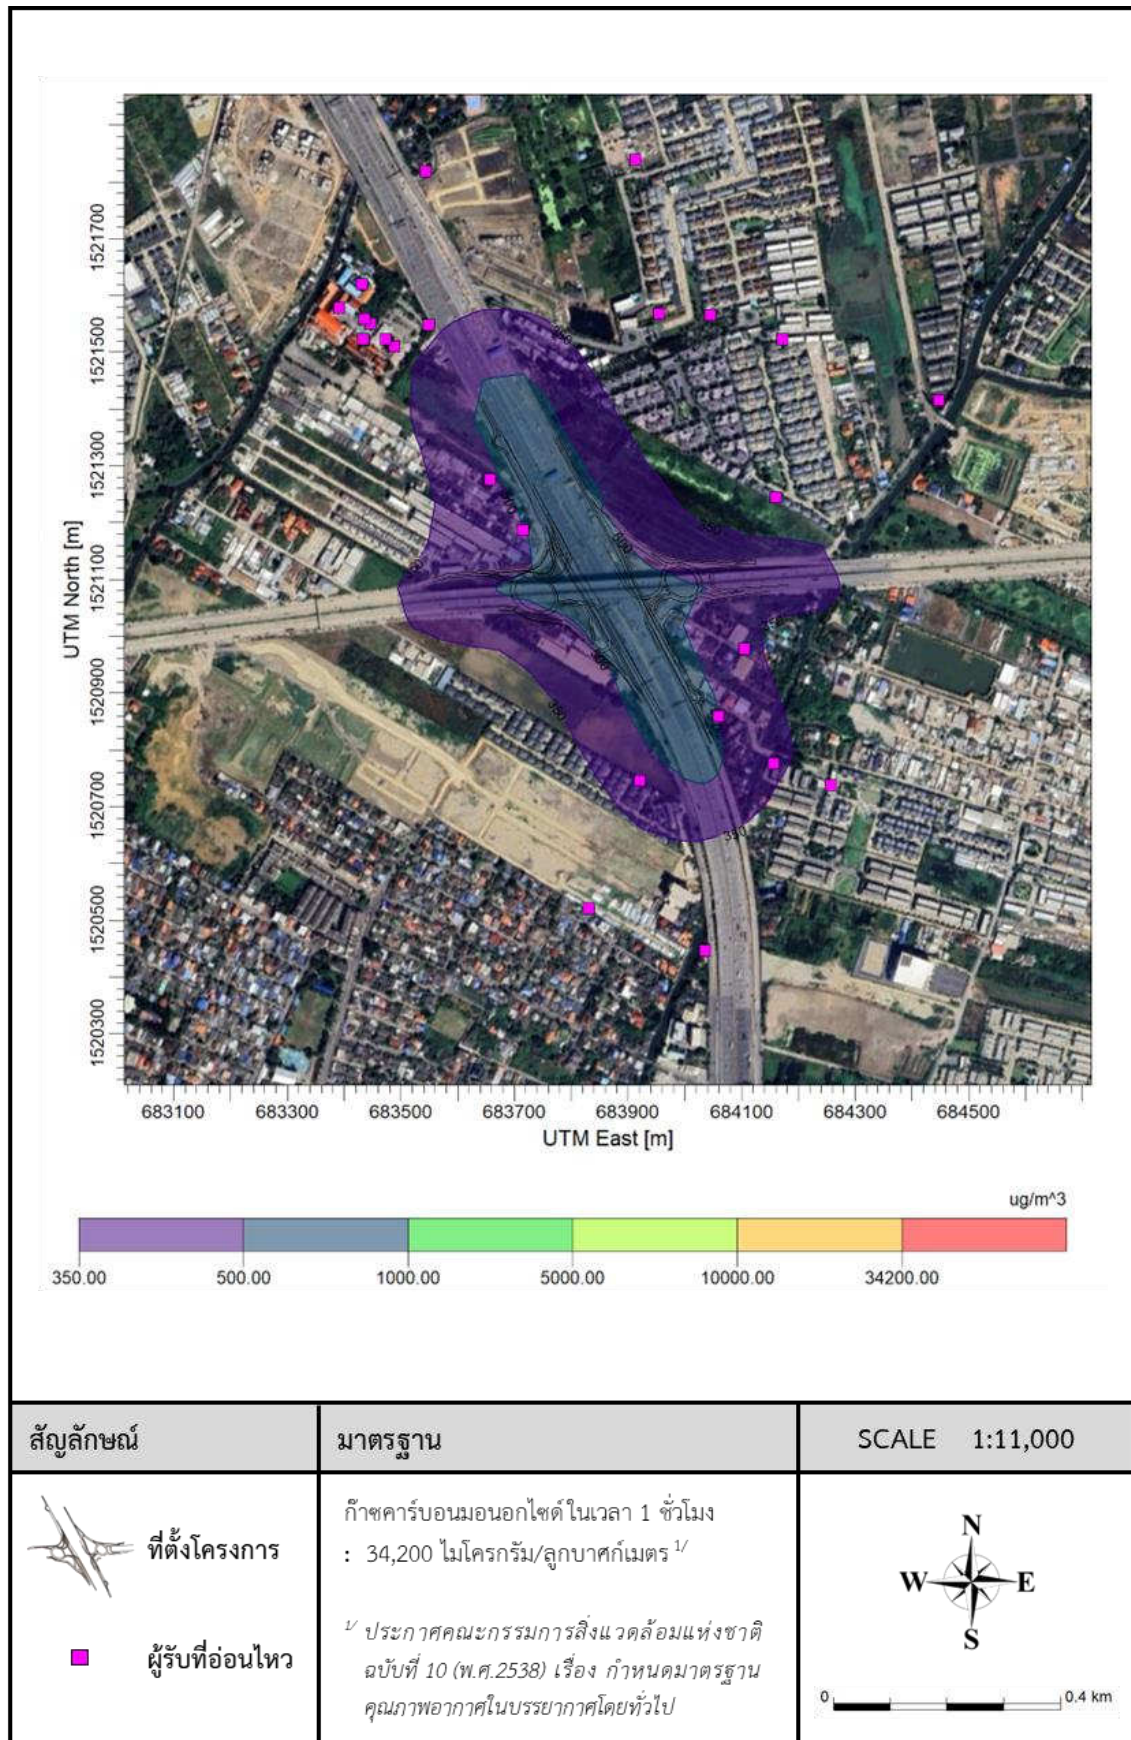 1521700
1521500
1521300
1521100
1520900
1520700
1520500
1520300
UTM North [m]
350
350
500
500
350
350
683100 683300 683500 683700 683900 684100 684300 684500
UTM East [m]
ug/m^3
350.00 500.00 1000.00 5000.00 10000.00 34200.00
สัญลักษณ์
ที่ตั้งโครงการ
ผู้รับที่อ่อนไหว
มาตรฐาน
ก๊าซคาร์บอนมอนอกไซด์ ในเวลา 1 ชั่วโมง
: 34,200 ไมโครกรัม/ลูกบาศก์เมตร 1/
1/ ประกาศคณะกรรมการสิ่งแวดล้อมแห่งชาติ
ฉบับที่ 10 (พ.ศ.2538) เรื่อง กำหนดมาตรฐาน
คุณภาพอากาศในบรรยากาศโดยทั่วไป
SCALE 1:11,000
N
W E
S
0 0.4 km